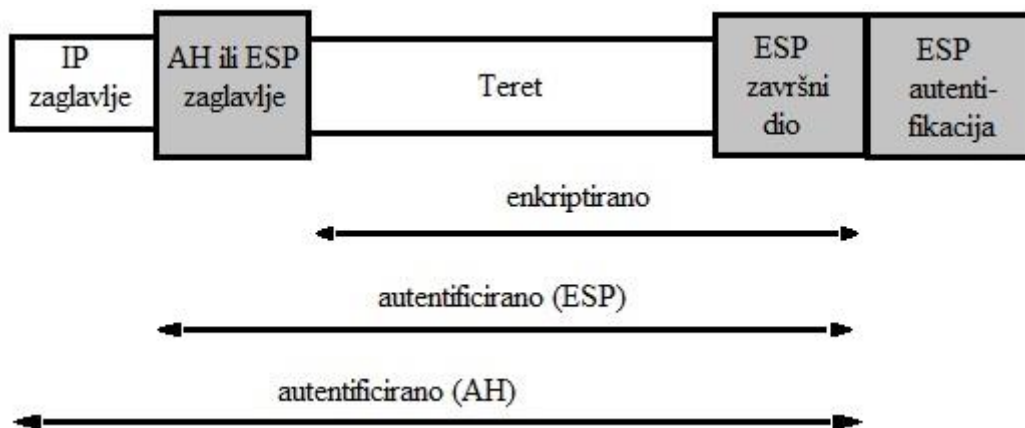 IP
zaglavlje
AH ili ESP
zaglavlje
Teret
ESP
završni
dio
ESP
autenti-
fikacija
enkriptirano
autentificirano (ESP)
autentificirano (AH)